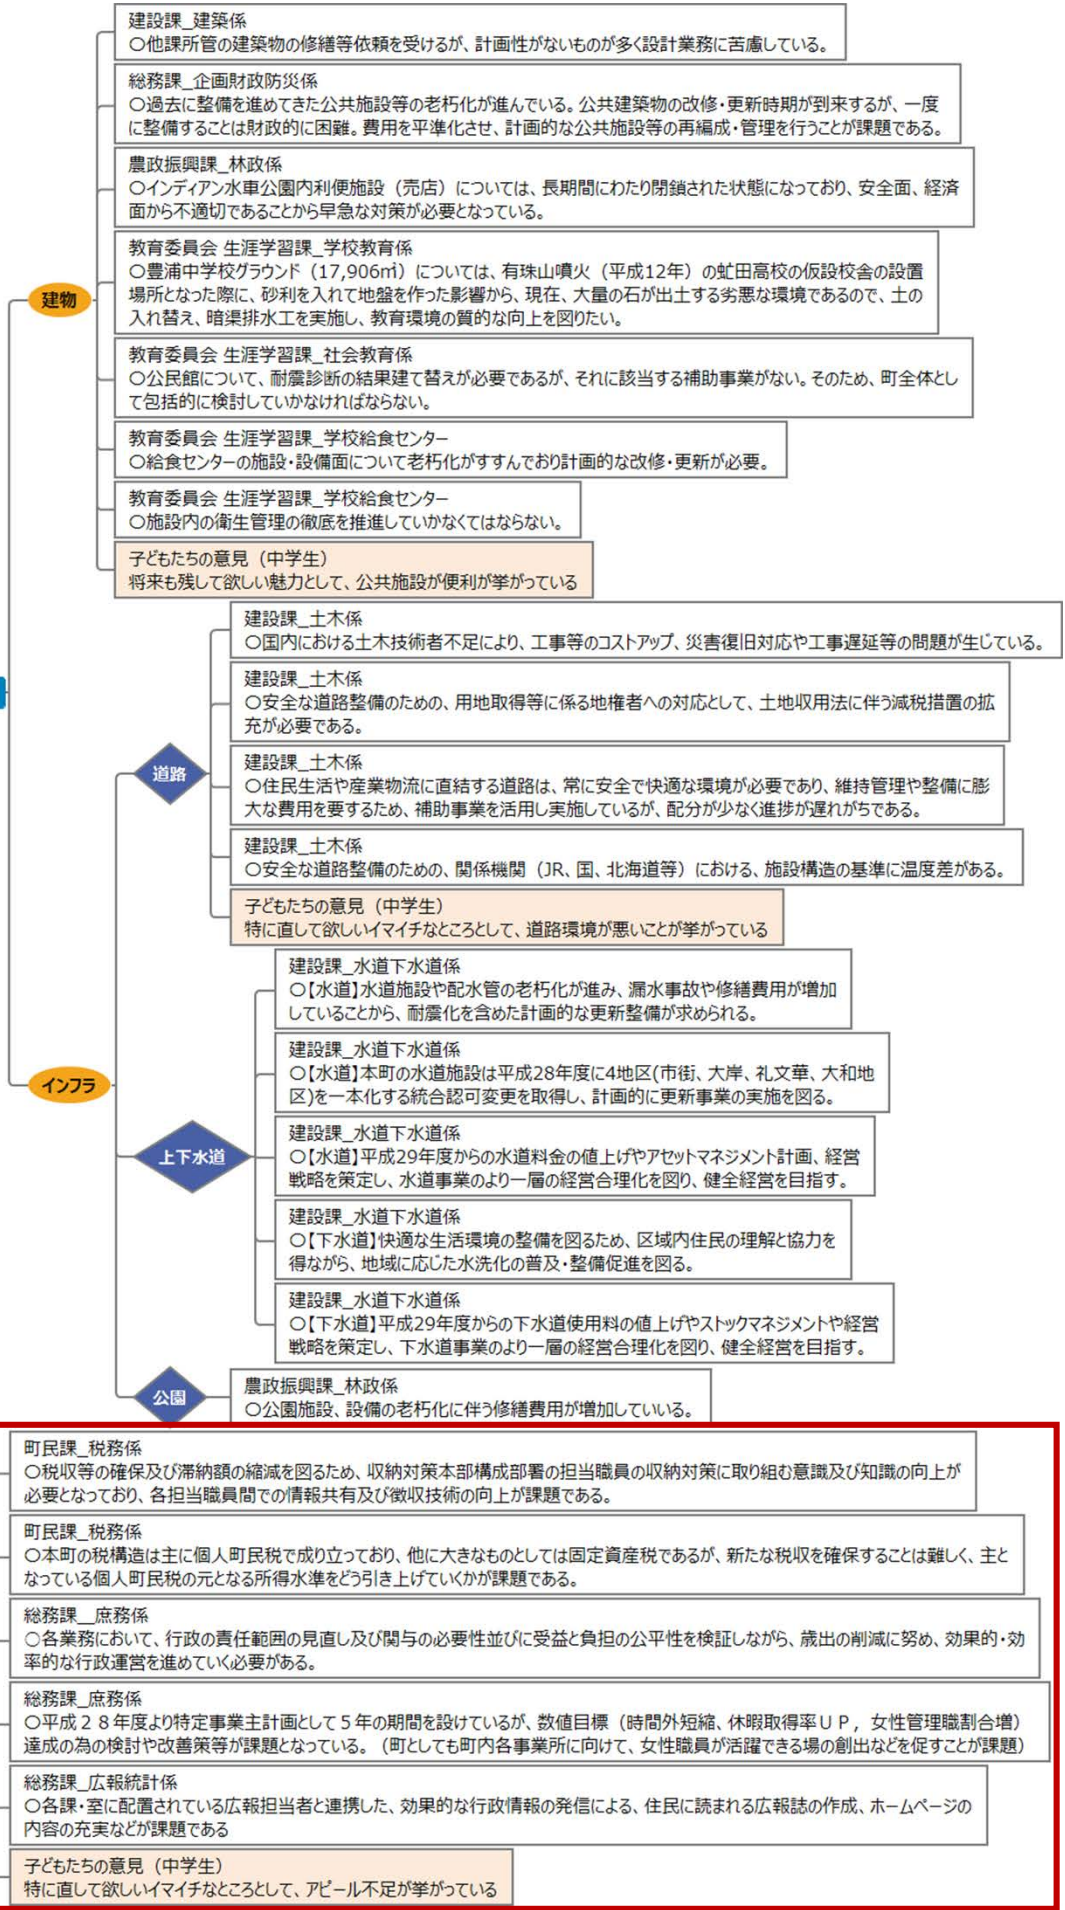 建設課_建築係
〇他課所管の建築物の修繕等依頼を受けるが、計画性がないものが多く設計業務に苦慮している。
総務課_企画財政防災係
〇過去に整備を進めてきた公共施設等の老朽化が進んでいる。公共建築物の改修・更新時期が到来するが、一度
に整備することは財政的に困難。費用を平準化させ、計画的な公共施設等の再編成・管理を行うことが課題である。
農政振興課_林政係
〇インディアン水車公園内利便施設（売店）については、長期間にわたり閉鎖された状態になっており、安全面、経済
面から不適切であることから早急な対策が必要となっている。
教育委員会 生涯学習課_学校教育係
〇豊浦中学校グラウンド（17,906㎡）については、有珠山噴火（平成12年）の虻田高校の仮設校舎の設置
場所となった際に、砂利を入れて地盤を作った影響から、現在、大量の石が出土する劣悪な環境であるので、土の
入れ替え、暗渠排水工を実施し、教育環境の質的な向上を図りたい。
建物
教育委員会 生涯学習課_社会教育係
〇公民館について、耐震診断の結果建て替えが必要であるが、それに該当する補助事業がない。そのため、町全体とし
て包括的に検討していかなければならない。
教育委員会 生涯学習課_学校給食センター
〇給食センターの施設・設備面について老朽化がすすんでおり計画的な改修・更新が必要。
教育委員会 生涯学習課_学校給食センター
〇施設内の衛生管理の徹底を推進していかなくてはならない。
子どもたちの意見（中学生）
将来も残して欲しい魅力として、公共施設が便利が挙がっている
建設課_土木係
〇国内における土木技術者不足により、工事等のコストアップ、災害復旧対応や工事遅延等の問題が生じている。
建設課_土木係
〇安全な道路整備のための、用地取得等に係る地権者への対応として、土地収用法に伴う減税措置の拡
充が必要である。
道路
建設課_土木係
〇住民生活や産業物流に直結する道路は、常に安全で快適な環境が必要であり、維持管理や整備に膨
大な費用を要するため、補助事業を活用し実施しているが、配分が少なく進捗が遅れがちである。
建設課_土木係
〇安全な道路整備のための、関係機関（JR、国、北海道等）における、施設構造の基準に温度差がある。
子どもたちの意見（中学生）
特に直して欲しいイマイチなところとして、道路環境が悪いことが挙がっている
建設課_水道下水道係
〇【水道】水道施設や配水管の老朽化が進み、漏水事故や修繕費用が増加
していることから、耐震化を含めた計画的な更新整備が求められる。
インフラ
建設課_水道下水道係
〇【水道】本町の水道施設は平成28年度に4地区(市街、大岸、礼文華、大和地
区)を一本化する統合認可変更を取得し、計画的に更新事業の実施を図る。
上下水道
建設課_水道下水道係
〇【水道】平成29年度からの水道料金の値上げやアセットマネジメント計画、経営
戦略を策定し、水道事業のより一層の経営合理化を図り、健全経営を目指す。
建設課_水道下水道係
〇【下水道】快適な生活環境の整備を図るため、区域内住民の理解と協力を
得ながら、地域に応じた水洗化の普及・整備促進を図る。
建設課_水道下水道係
〇【下水道】平成29年度からの下水道使用料の値上げやストックマネジメントや経営
戦略を策定し、下水道事業のより一層の経営合理化を図り、健全経営を目指す。
公園
農政振興課_林政係
〇公園施設、設備の老朽化に伴う修繕費用が増加していいる。
町民課_税務係
〇税収等の確保及び滞納額の縮減を図るため、収納対策本部構成部署の担当職員の収納対策に取り組む意識及び知識の向上が
必要となっており、各担当職員間での情報共有及び徴収技術の向上が課題である。
町民課_税務係
〇本町の税構造は主に個人町民税で成り立っており、他に大きなものとしては固定資産税であるが、新たな税収を確保することは難しく、主と
なっている個人町民税の元となる所得水準をどう引き上げていくかが課題である。
総務課__庶務係
〇各業務において、行政の責任範囲の見直し及び関与の必要性並びに受益と負担の公平性を検証しながら、歳出の削減に努め、効果的・効
率的な行政運営を進めていく必要がある。
総務課_庶務係
〇平成２８年度より特定事業主計画として５年の期間を設けているが、数値目標（時間外短縮、休暇取得率ＵＰ，女性管理職割合増）
達成の為の検討や改善策等が課題となっている。（町としても町内各事業所に向けて、女性職員が活躍できる場の創出などを促すことが課題）
総務課_広報統計係
〇各課・室に配置されている広報担当者と連携した、効果的な行政情報の発信による、住民に読まれる広報誌の作成、ホームページの
内容の充実などが課題である
子どもたちの意見（中学生）
特に直して欲しいイマイチなところとして、アピール不足が挙がっている